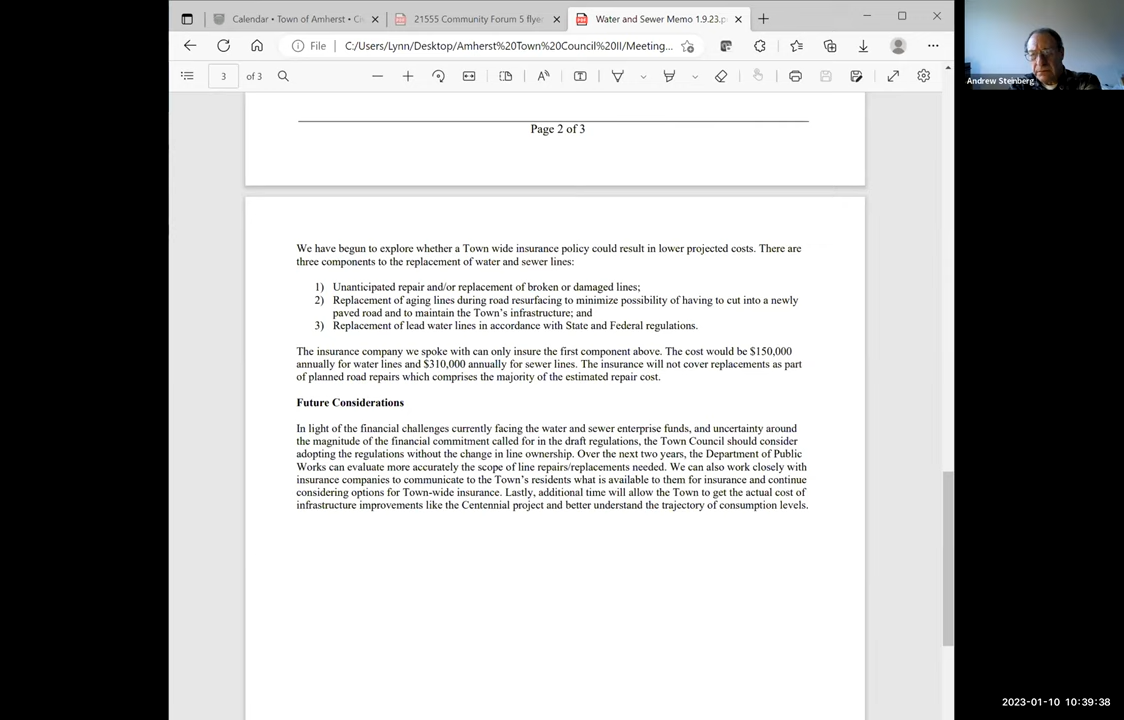 Calendar • Town of Amherst • Ci
21555 Community Forum 5 flyer
Water and Sewer Memo 1.9.23.p
File
C:/Users/Lynn/Desktop/Amherst%20Town%20Council%20II/Meeting...
Andrew Steinberg
3 of 3
Page 2 of 3
We have begun to explore whether a Town wide insurance policy could result in lower projected costs. There are
three components to the replacement of water and sewer lines:
1) Unanticipated repair and/or replacement of broken or damaged lines;
2) Replacement of aging lines during road resurfacing to minimize possibility of having to cut into a newly
paved road and to maintain the Town's infrastructure; and
3) Replacement of lead water lines in accordance with State and Federal regulations.
The insurance company we spoke with can only insure the first component above. The cost would be $150,000
annually for water lines and $310,000 annually for sewer lines. The insurance will not cover replacements as part
of planned road repairs which comprises the majority of the estimated repair cost.
Future Considerations
In light of the financial challenges currently facing the water and sewer enterprise funds, and uncertainty around
the magnitude of the financial commitment called for in the draft regulations, the Town Council should consider
adopting the regulations without the change in line ownership. Over the next two years, the Department of Public
Works can evaluate more accurately the scope of line repairs/replacements needed. We can also work closely with
insurance companies to communicate to the Town's residents what is available to them for insurance and continue
considering options for Town-wide insurance. Lastly, additional time will allow the Town to get the actual cost of
infrastructure improvements like the Centennial project and better understand the trajectory of consumption levels.
2023-01-10 10:39:38